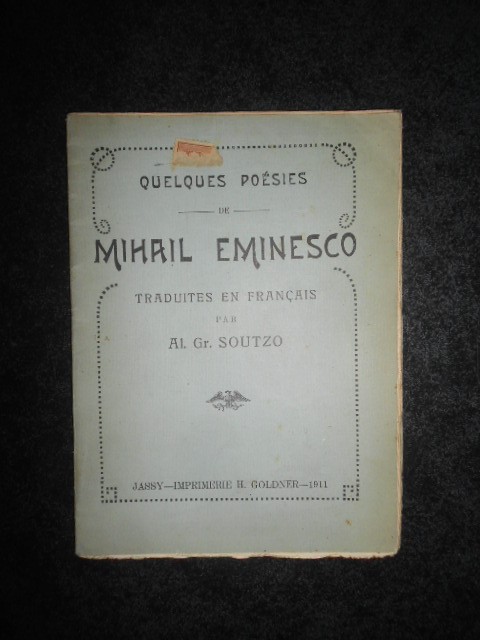 QUELQUES POÉSIES
DE
MIHAIL EMINESCO
TRADUITES EN FRANÇAIS
PAR
Al. Gr. SOUTZO
JASSY—IMPRIMERIE H. GOLDNER—1911